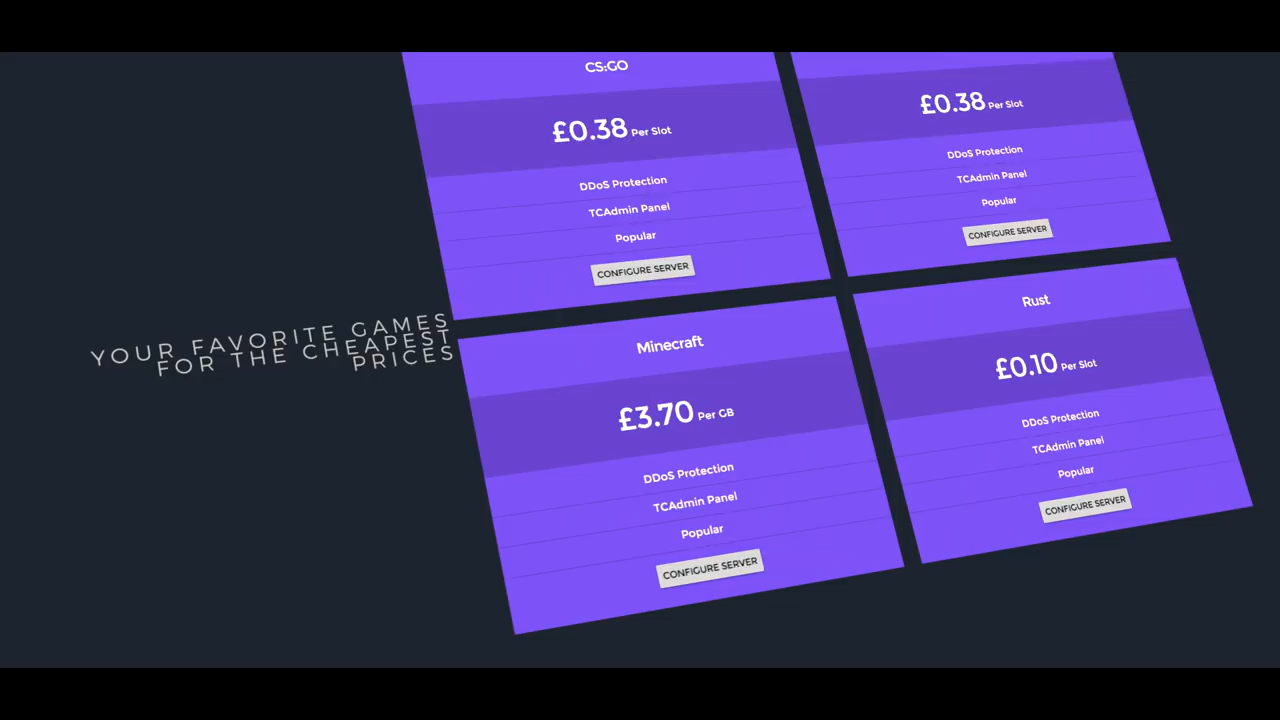 YOUR FAVORITE GAMES
FOR THE CHEAPEST
PRICES
CS:GO
£0.38 Per Slot
DDoS Protection
TCAdmin Panel
Popular
CONFIGURE SERVER
£0.38 Per Slot
DDoS Protection
TCAdmin Panel
Popular
CONFIGURE SERVER
Minecraft
£3.70 Per GB
DDoS Protection
TCAdmin Panel
Popular
CONFIGURE SERVER
Rust
£0.10 Per Slot
DDoS Protection
TCAdmin Panel
Popular
CONFIGURE SERVER